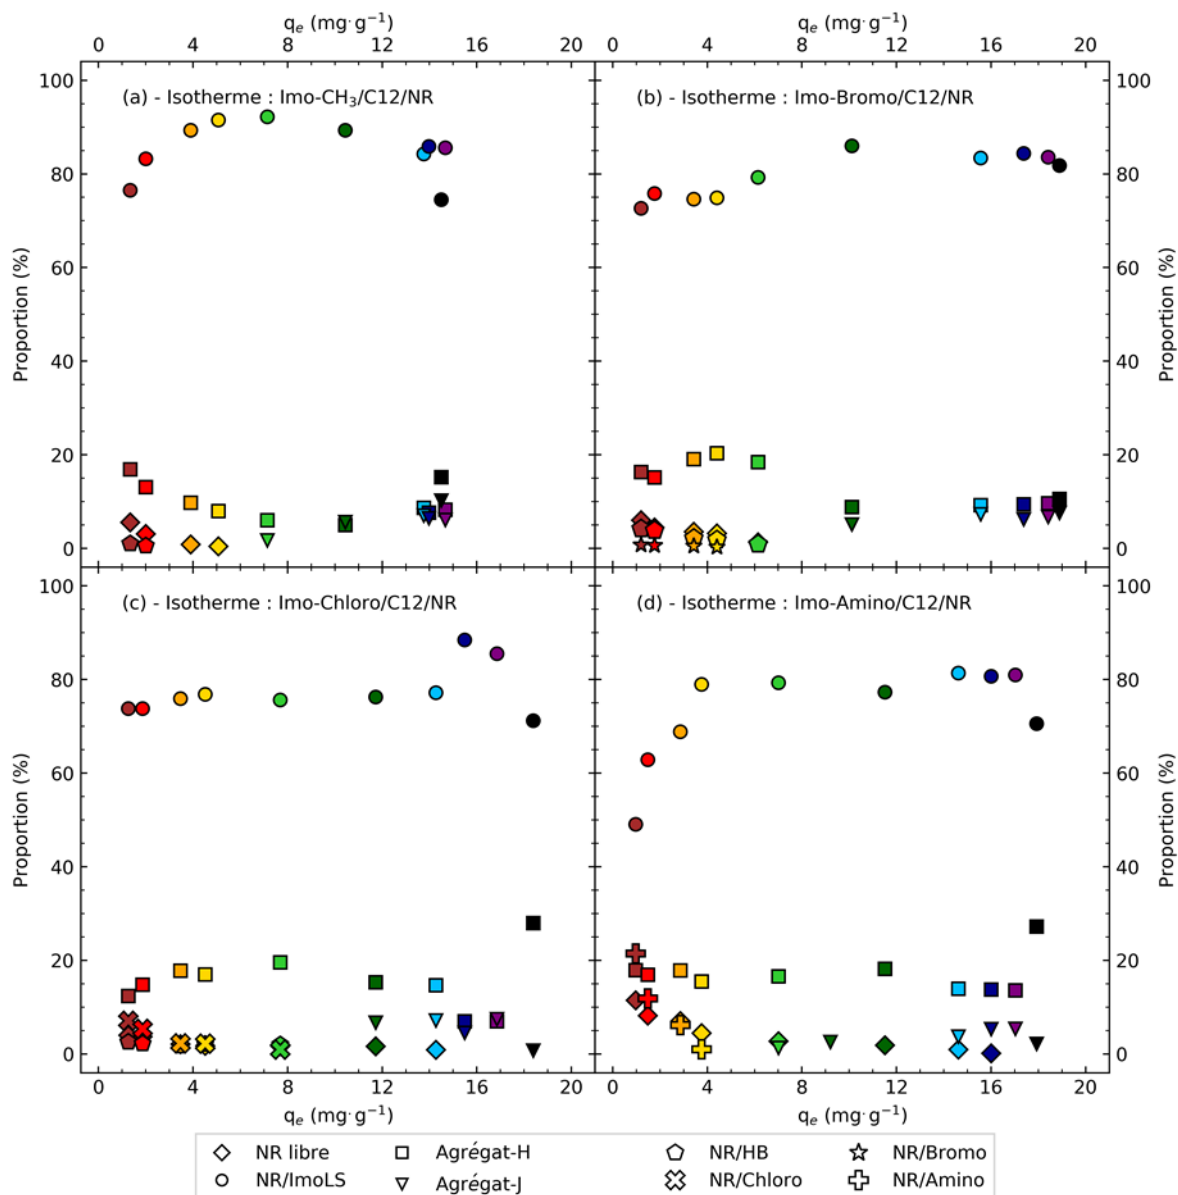 qe (mg·g⁻¹) qe (mg·g⁻¹)
0 4 8 12 16 20 0 4 8 12 16 20
100 (a) - Isotherme : Imo-CH₃/C12/NR (b) - Isotherme : Imo-Bromo/C12/NR 100
80 80
60 60
Proportion (%) Proportion (%)
40 40
20 20
0 0
100 (c) - Isotherme : Imo-Chloro/C12/NR (d) - Isotherme : Imo-Amino/C12/NR 100
80 80
60 60
Proportion (%) Proportion (%)
40 40
20 20
0 0
0 4 8 12 16 20 0 4 8 12 16 20
qe (mg·g⁻¹) qe (mg·g⁻¹)
NR libre Agrégat-H NR/HB NR/Bromo
NR/ImoLS Agrégat-J NR/Chloro NR/Amino